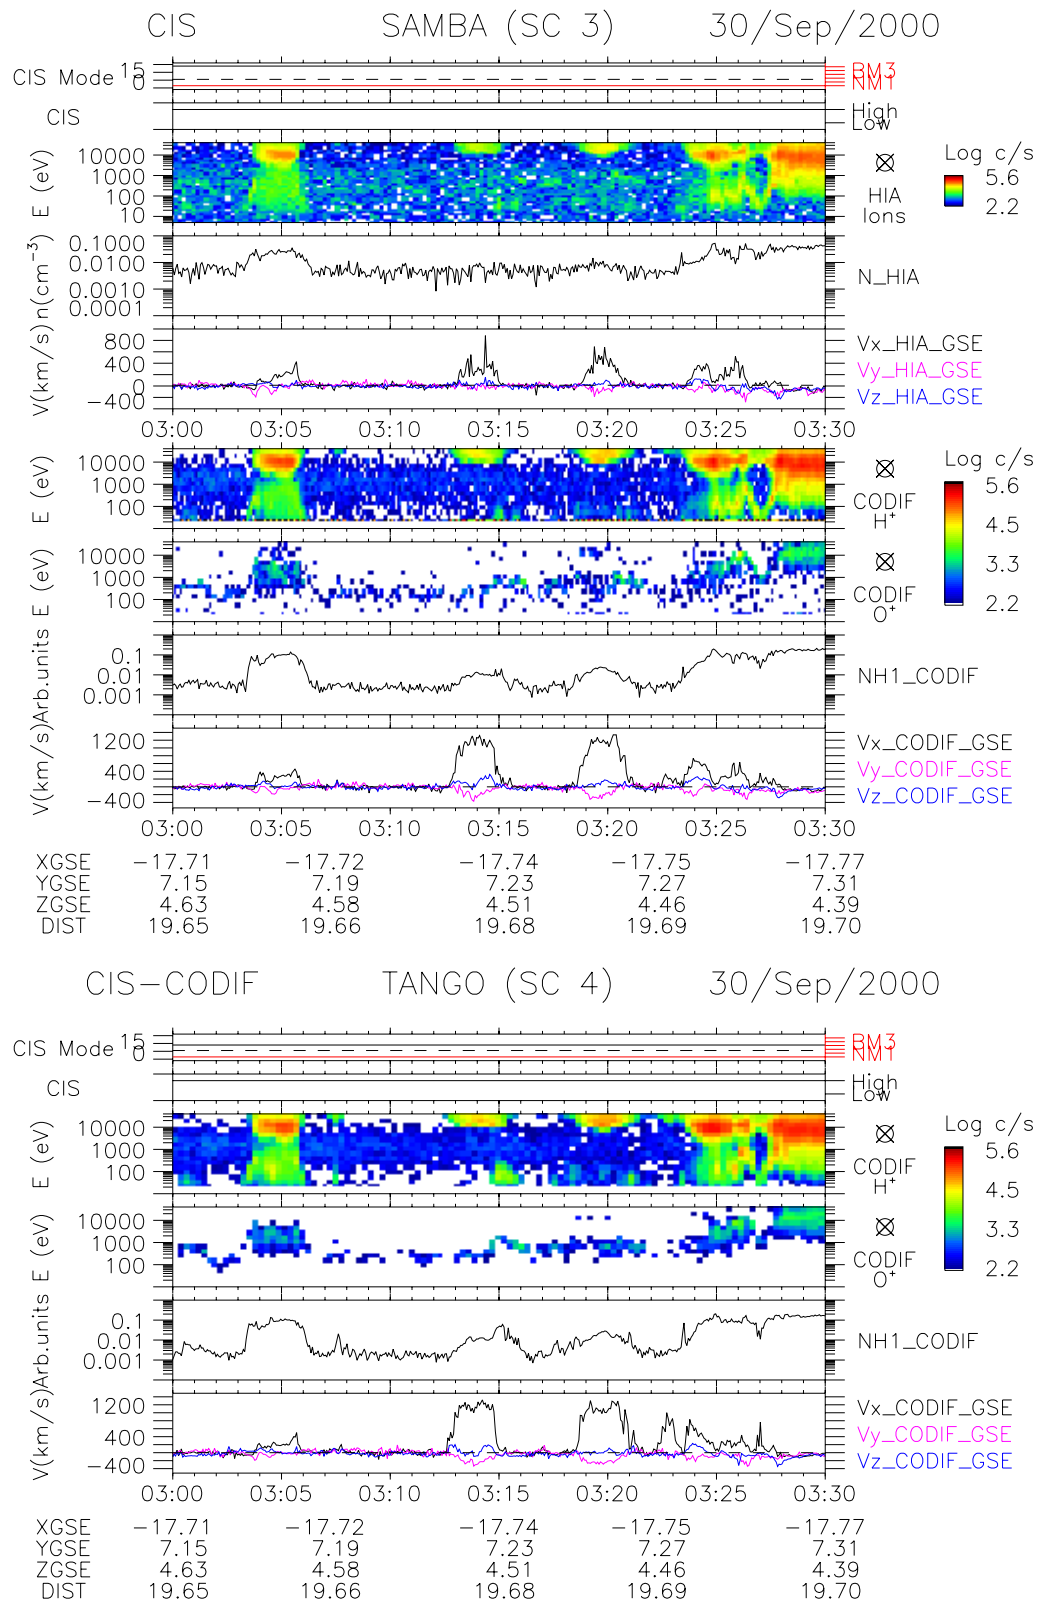 CIS SAMBA (SC 3) 30/Sep/2000
CIS Mode 15 0 BM3 NM1
CIS High Low
E (eV) 10000 1000 100 10 HIA Ions Log c/s 5.6 2.2
n(cm⁻³) 0.1000 0.0100 0.0010 0.0001 N_HIA
V(km/s) 800 400 0 −400 Vx_HIA_GSE Vy_HIA_GSE Vz_HIA_GSE
03:00 03:05 03:10 03:15 03:20 03:25 03:30
E (eV) 10000 1000 100 CODIF H⁺ Log c/s 5.6 4.5 3.3 2.2
E (eV) 10000 1000 100 CODIF O⁺
Arb.units 0.1 0.01 0.001 NH1_CODIF
V(km/s) 1200 400 −400 Vx_CODIF_GSE Vy_CODIF_GSE Vz_CODIF_GSE
03:00 03:05 03:10 03:15 03:20 03:25 03:30
XGSE −17.71 −17.72 −17.74 −17.75 −17.77
YGSE 7.15 7.19 7.23 7.27 7.31
ZGSE 4.63 4.58 4.51 4.46 4.39
DIST 19.65 19.66 19.68 19.69 19.70
CIS−CODIF TANGO (SC 4) 30/Sep/2000
CIS Mode 15 0 BM3 NM1
CIS High Low
E (eV) 10000 1000 100 CODIF H⁺ Log c/s 5.6 4.5 3.3 2.2
E (eV) 10000 1000 100 CODIF O⁺
Arb.units 0.1 0.01 0.001 NH1_CODIF
V(km/s) 1200 400 −400 Vx_CODIF_GSE Vy_CODIF_GSE Vz_CODIF_GSE
03:00 03:05 03:10 03:15 03:20 03:25 03:30
XGSE −17.71 −17.72 −17.74 −17.75 −17.77
YGSE 7.15 7.19 7.23 7.27 7.31
ZGSE 4.63 4.58 4.51 4.46 4.39
DIST 19.65 19.66 19.68 19.69 19.70